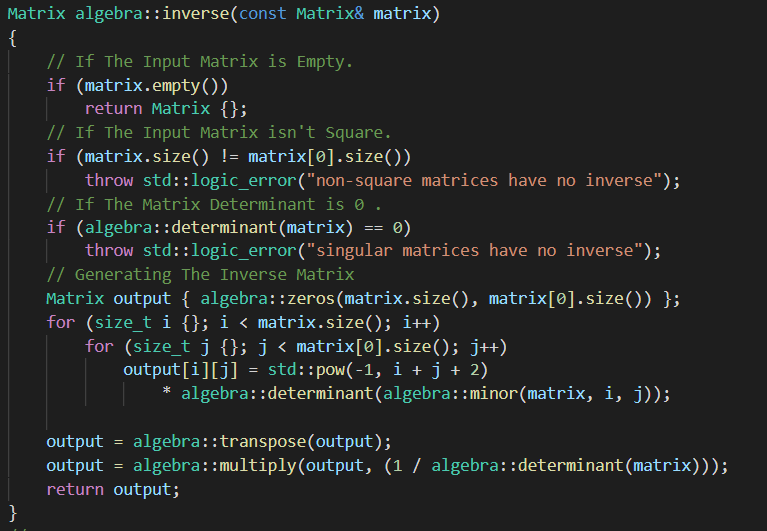 Matrix algebra::inverse(const Matrix& matrix)
{
    // If The Input Matrix is Empty.
    if (matrix.empty())
        return Matrix {};
    // If The Input Matrix isn't Square.
    if (matrix.size() != matrix[0].size())
        throw std::logic_error("non-square matrices have no inverse");
    // If The Matrix Determinant is 0 .
    if (algebra::determinant(matrix) == 0)
        throw std::logic_error("singular matrices have no inverse");
    // Generating The Inverse Matrix
    Matrix output { algebra::zeros(matrix.size(), matrix[0].size()) };
    for (size_t i {}; i < matrix.size(); i++)
        for (size_t j {}; j < matrix[0].size(); j++)
            output[i][j] = std::pow(-1, i + j + 2)
                * algebra::determinant(algebra::minor(matrix, i, j));
    output = algebra::transpose(output);
    output = algebra::multiply(output, (1 / algebra::determinant(matrix)));
    return output;
}